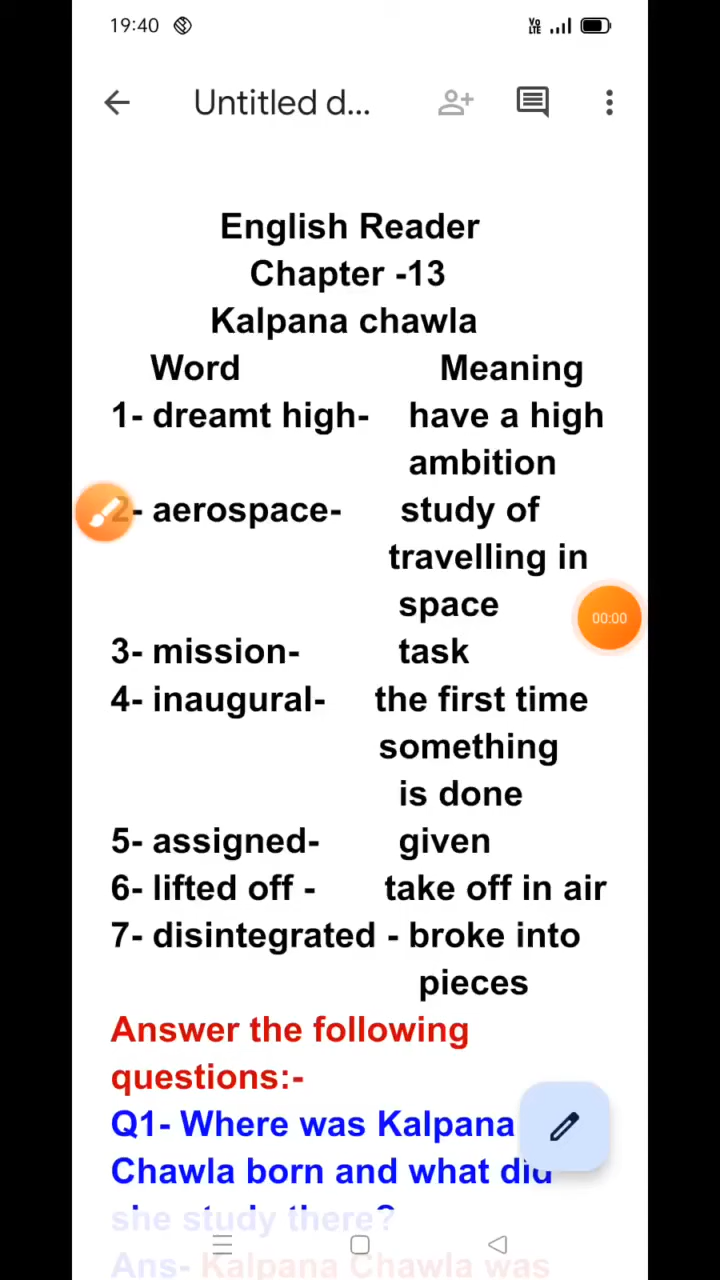 19:40
Vo LTE
Untitled d...
English Reader
Chapter -13
Kalpana chawla
Word Meaning
1- dreamt high- have a high
ambition
2- aerospace- study of
travelling in
space
00:00
3- mission- task
4- inaugural- the first time
something
is done
5- assigned- given
6- lifted off - take off in air
7- disintegrated - broke into
pieces
Answer the following
questions:-
Q1- Where was Kalpana
Chawla born and what did
she study there?
Ans- Kalpana Chawla was